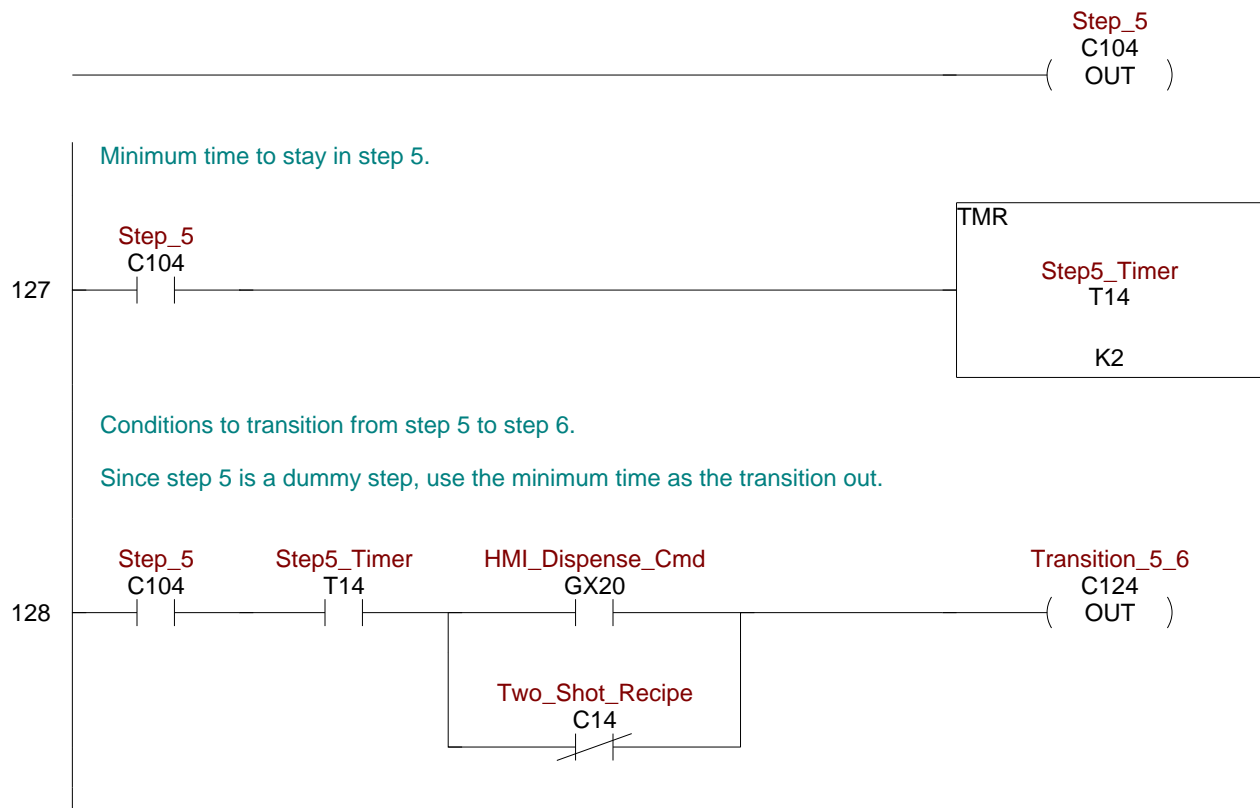 Step_5
C104
OUT
Minimum time to stay in step 5.
TMR
Step_5
C104
Step5_Timer
T14
127
K2
Conditions to transition from step 5 to step 6.
Since step 5 is a dummy step, use the minimum time as the transition out.
Step_5 Step5_Timer HMI_Dispense_Cmd Transition_5_6
C104 T14 GX20 C124
128 OUT
Two_Shot_Recipe
C14